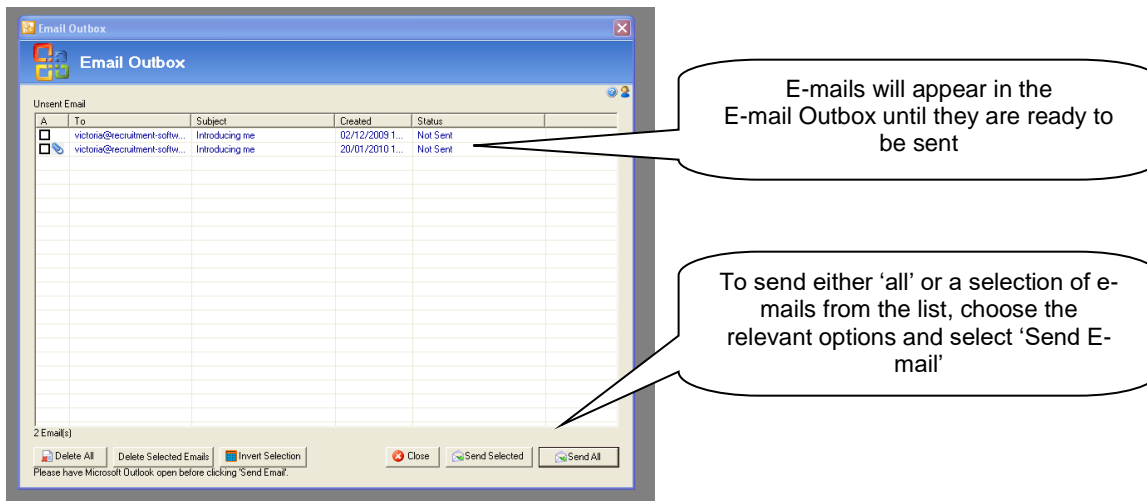 Email Outbox
Email Outbox
Unsent Email
A To Subject Created Status
victoria@recruitment-softw... Introducing me 02/12/2009 1... Not Sent
victoria@recruitment-softw... Introducing me 20/01/2010 1... Not Sent
2 Email(s)
Delete All Delete Selected Emails Invert Selection Close Send Selected Send All
Please have Microsoft Outlook open before clicking 'Send Email'.
E-mails will appear in the
E-mail Outbox until they are ready to
be sent
To send either ‘all’ or a selection of e-
mails from the list, choose the
relevant options and select ‘Send E-
mail’